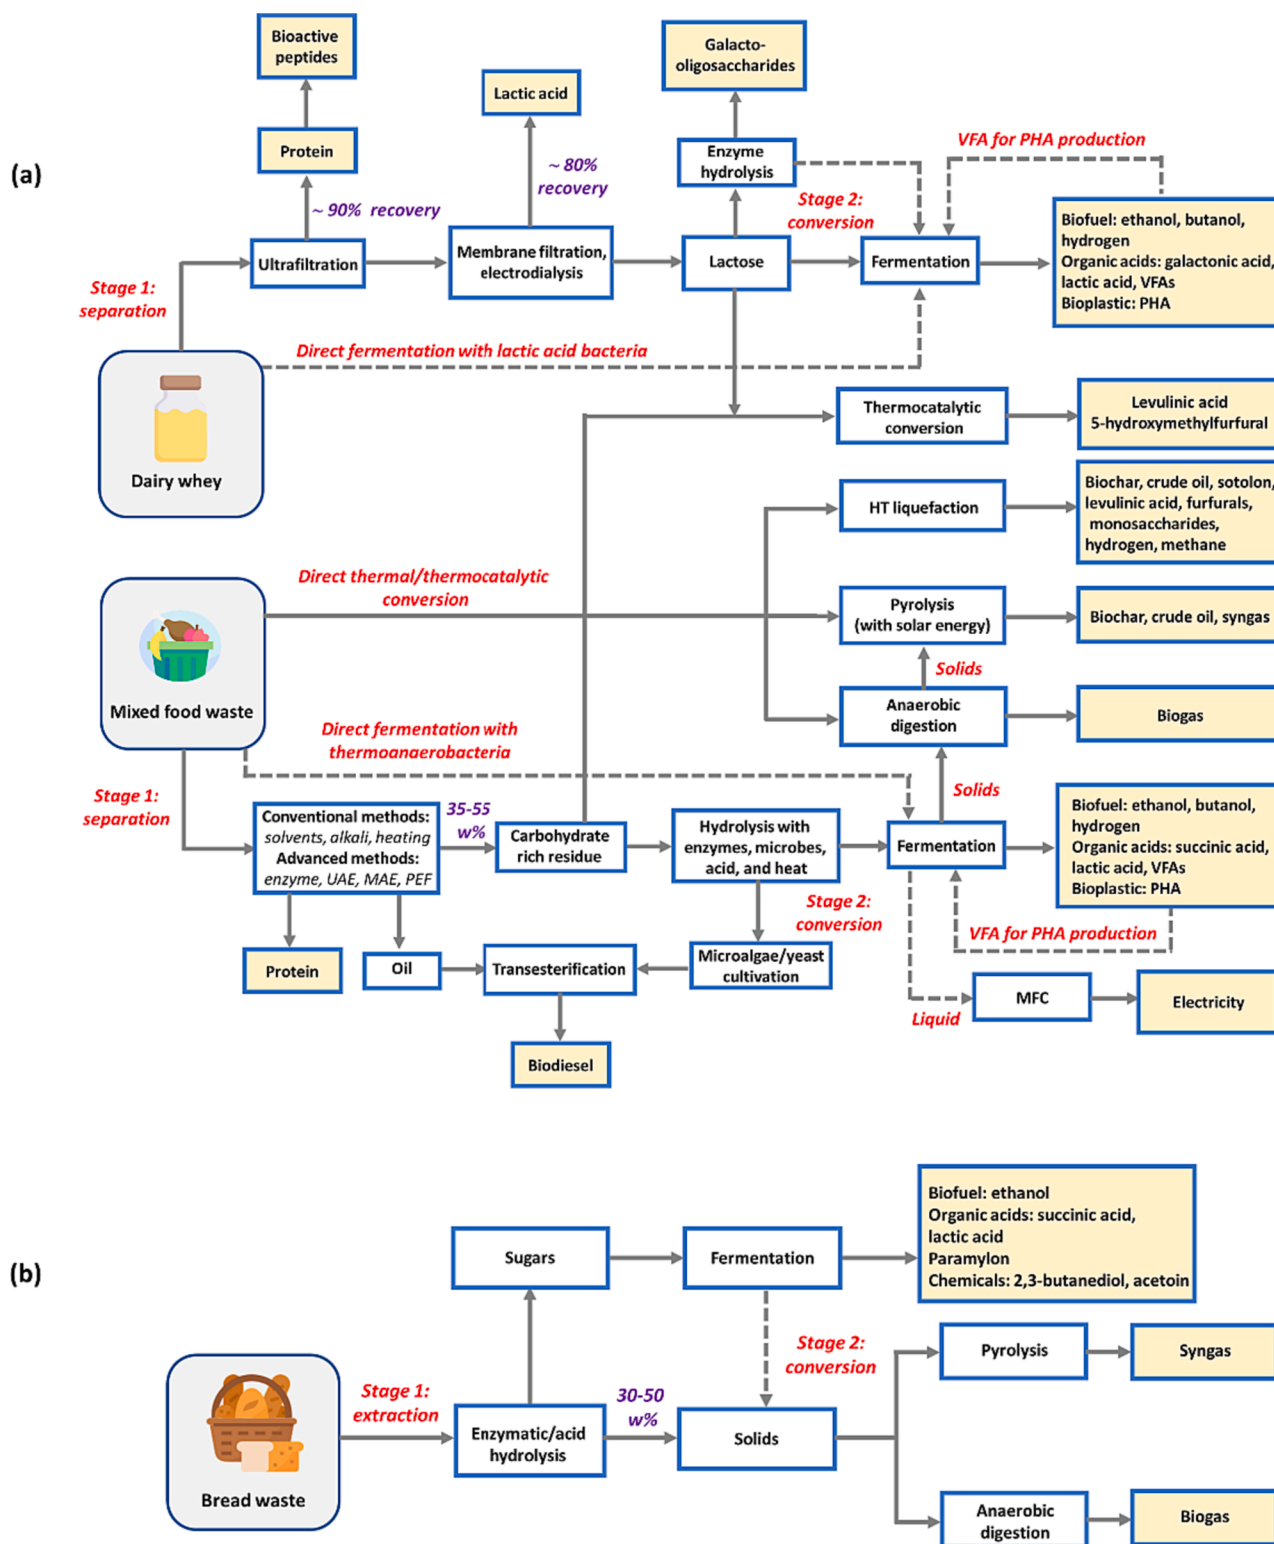 (a)
Bioactive
peptides
Protein
~ 90% recovery
Ultrafiltration
Stage 1:
separation
Lactic acid
~ 80%
recovery
Membrane filtration,
electrodialysis
Galacto-
oligosaccharides
Enzyme
hydrolysis
Lactose
Stage 2:
conversion
Fermentation
VFA for PHA production
Biofuel: ethanol, butanol,
hydrogen
Organic acids: galactonic acid,
lactic acid, VFAs
Bioplastic: PHA
Direct fermentation with lactic acid bacteria
Dairy whey
Thermocatalytic
conversion
Levulinic acid
5-hydroxymethylfurfural
HT liquefaction
Biochar, crude oil, sotolon,
levulinic acid, furfurals,
monosaccharides,
hydrogen, methane
Direct thermal/thermocatalytic
conversion
Pyrolysis
(with solar energy)
Biochar, crude oil, syngas
Solids
Mixed food waste
Anaerobic
digestion
Biogas
Direct fermentation with
thermoanaerobacteria
Solids
Stage 1:
separation
Conventional methods:
solvents, alkali, heating
Advanced methods:
enzyme, UAE, MAE, PEF
35-55
w%
Carbohydrate
rich residue
Hydrolysis with
enzymes, microbes,
acid, and heat
Fermentation
Biofuel: ethanol, butanol,
hydrogen
Organic acids: succinic acid,
lactic acid, VFAs
Bioplastic: PHA
Stage 2:
conversion
VFA for PHA production
Protein
Oil
Transesterification
Microalgae/yeast
cultivation
Liquid
MFC
Electricity
Biodiesel
(b)
Sugars
Fermentation
Biofuel: ethanol
Organic acids: succinic acid,
lactic acid
Paramylon
Chemicals: 2,3-butanediol, acetoin
Stage 2:
conversion
Pyrolysis
Syngas
Stage 1:
extraction
Enzymatic/acid
hydrolysis
30-50
w%
Solids
Bread waste
Anaerobic
digestion
Biogas